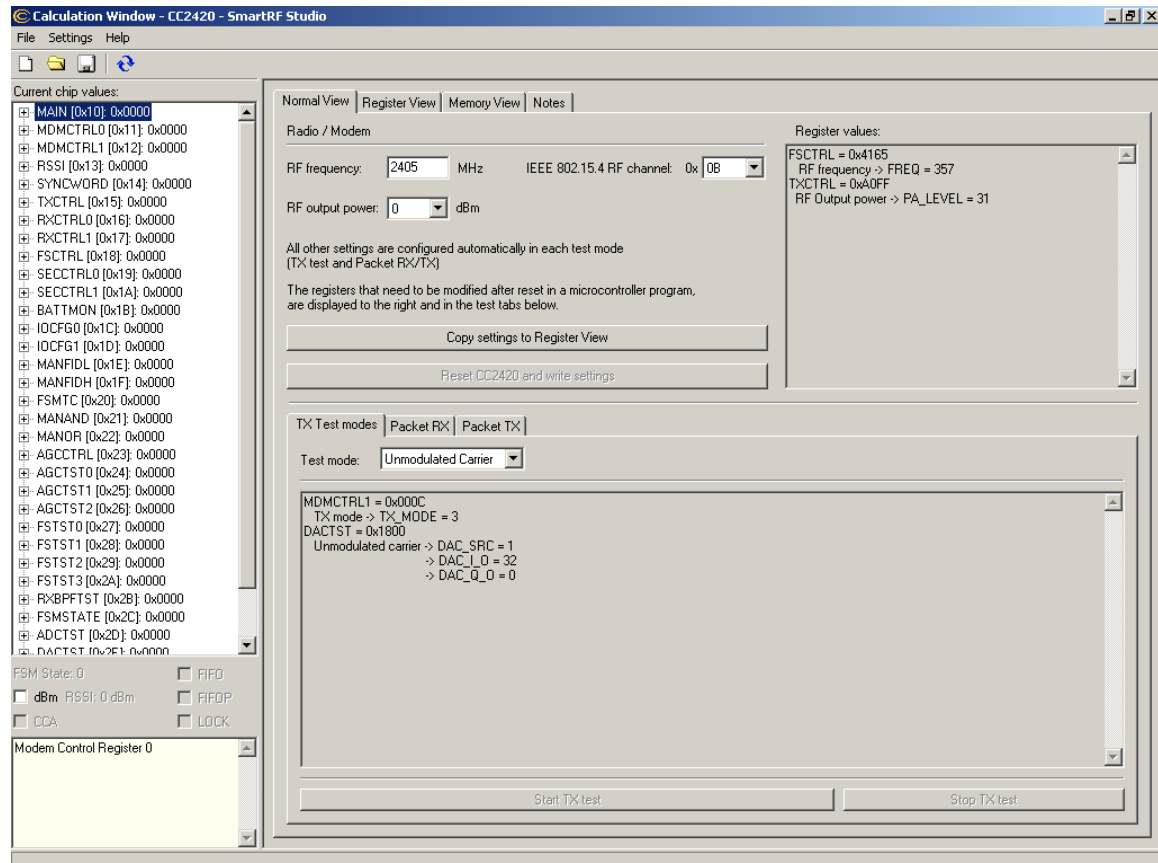 Calculation Window - CC2420 - SmartRF Studio
File Settings Help
Current chip values:
MAIN [0x10]: 0x0000
MDMCTRL0 [0x11]: 0x0000
MDMCTRL1 [0x12]: 0x0000
RSSI [0x13]: 0x0000
SYNCWORD [0x14]: 0x0000
TXCTRL [0x15]: 0x0000
RXCTRL0 [0x16]: 0x0000
RXCTRL1 [0x17]: 0x0000
FSCTRL [0x18]: 0x0000
SECCTRL0 [0x19]: 0x0000
SECCTRL1 [0x1A]: 0x0000
BATTMON [0x1B]: 0x0000
IOCFG0 [0x1C]: 0x0000
IOCFG1 [0x1D]: 0x0000
MANFIDL [0x1E]: 0x0000
MANFIDH [0x1F]: 0x0000
FSMTC [0x20]: 0x0000
MANAND [0x21]: 0x0000
MANOR [0x22]: 0x0000
AGCCTRL [0x23]: 0x0000
AGCTST0 [0x24]: 0x0000
AGCTST1 [0x25]: 0x0000
AGCTST2 [0x26]: 0x0000
FSTST0 [0x27]: 0x0000
FSTST1 [0x28]: 0x0000
FSTST2 [0x29]: 0x0000
FSTST3 [0x2A]: 0x0000
RXBPFTST [0x2B]: 0x0000
FSMSTATE [0x2C]: 0x0000
ADCTST [0x2D]: 0x0000
DACTST [0x2E]: 0x0000
FSM State: 0 FIFO
dBm RSSI: 0 dBm FIFOP
CCA LOCK
Modem Control Register 0
Normal View Register View Memory View Notes
Radio / Modem
RF frequency: 2405 MHz IEEE 802.15.4 RF channel: 0x 0B
RF output power: 0 dBm
All other settings are configured automatically in each test mode
(TX test and Packet RX/TX)
The registers that need to be modified after reset in a microcontroller program,
are displayed to the right and in the test tabs below.
Copy settings to Register View
Reset CC2420 and write settings
Register values:
FSCTRL = 0x4165
RF frequency -> FREQ = 357
TXCTRL = 0xA0FF
RF Output power -> PA_LEVEL = 31
TX Test modes Packet RX Packet TX
Test mode: Unmodulated Carrier
MDMCTRL1 = 0x000C
TX mode -> TX_MODE = 3
DACTST = 0x1800
Unmodulated carrier -> DAC_SRC = 1
-> DAC_I_O = 32
-> DAC_Q_O = 0
Start TX test Stop TX test